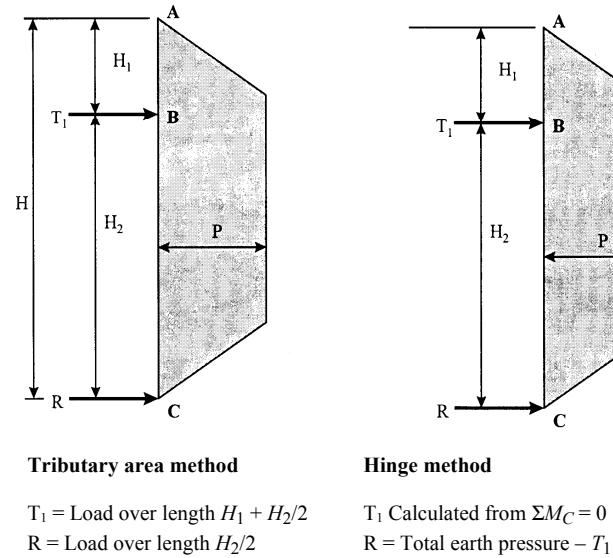 A
H₁
T₁
B
H
H₂
P
R
C
Tributary area method
T₁ = Load over length H₁ + H₂/2
R = Load over length H₂/2
A
H₁
T₁
B
H₂
P
R
C
Hinge method
T₁ Calculated from ΣM_C = 0
R = Total earth pressure – T₁